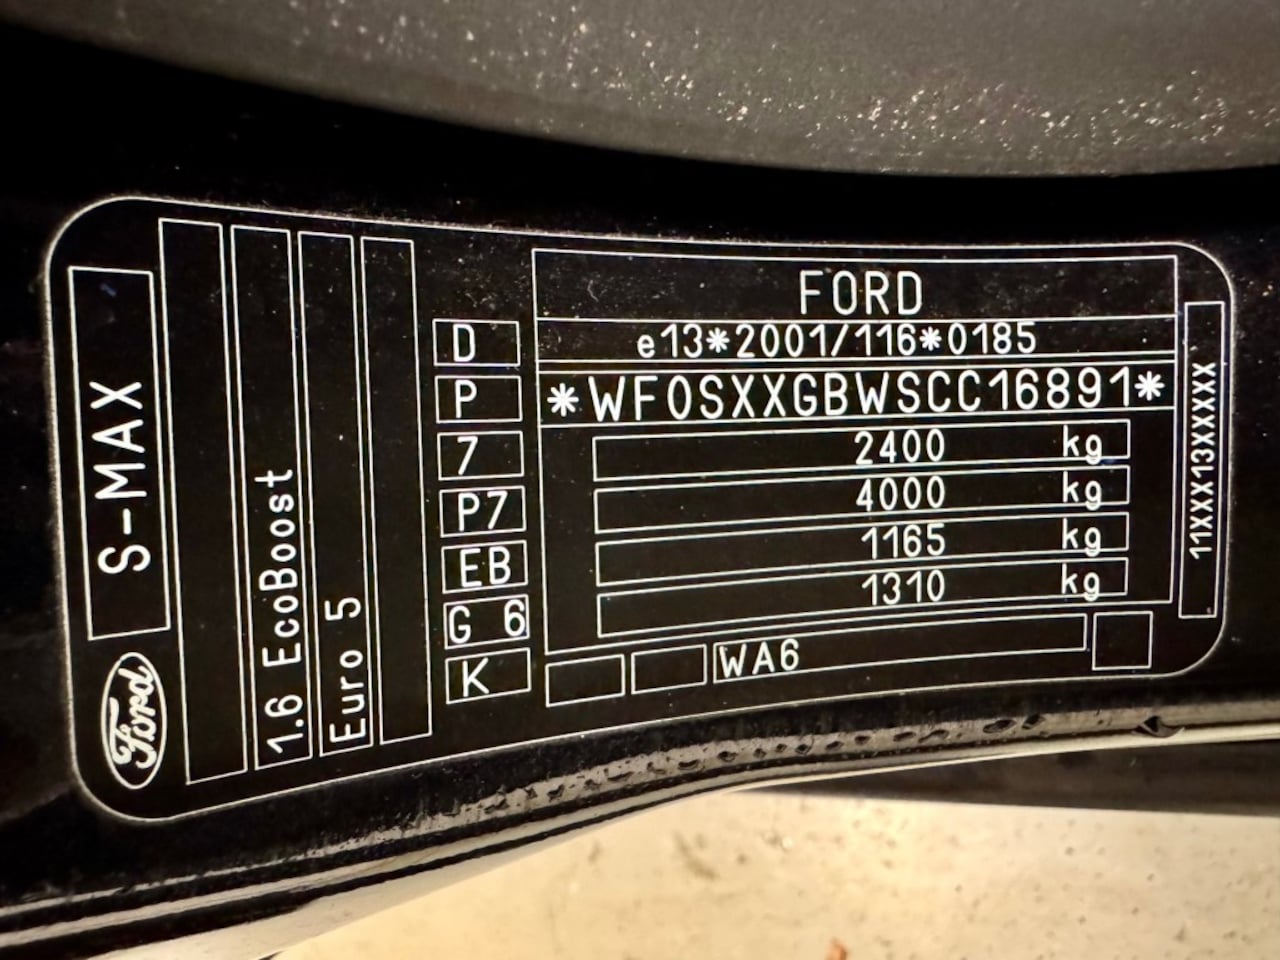 S-MAX
Ford
1.6 EcoBoost
Euro 5
D
P
7
P7
EB
G 6
K
FORD
e13*2001/116*0185
*WF0SXXGBWSCC16891*
2400 kg
4000 kg
1165 kg
1310 kg
WA6
11XXX13XXXXXX